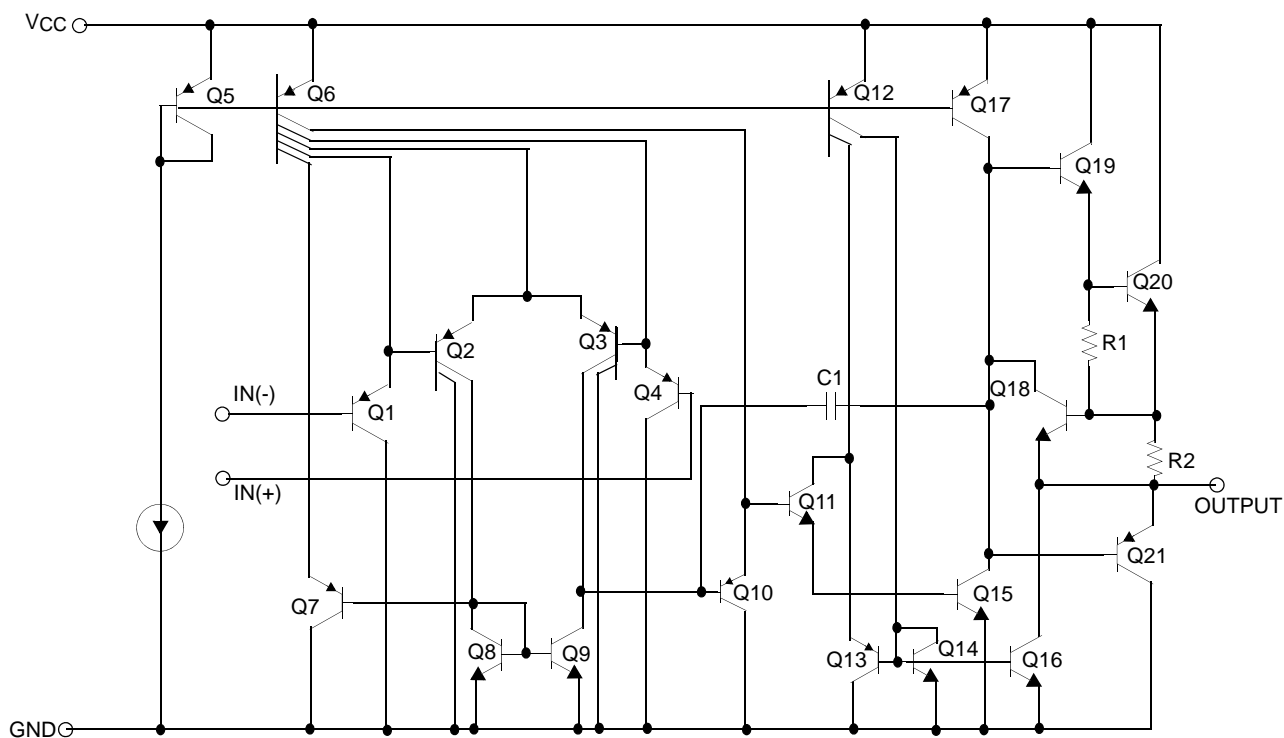 VCC
Q5
Q6
Q12
Q17
Q19
Q20
Q2
Q3
R1
C1
Q18
IN(-)
Q1
Q4
R2
IN(+)
Q11
OUTPUT
Q21
Q7
Q10
Q15
Q8
Q9
Q13
Q14
Q16
GND